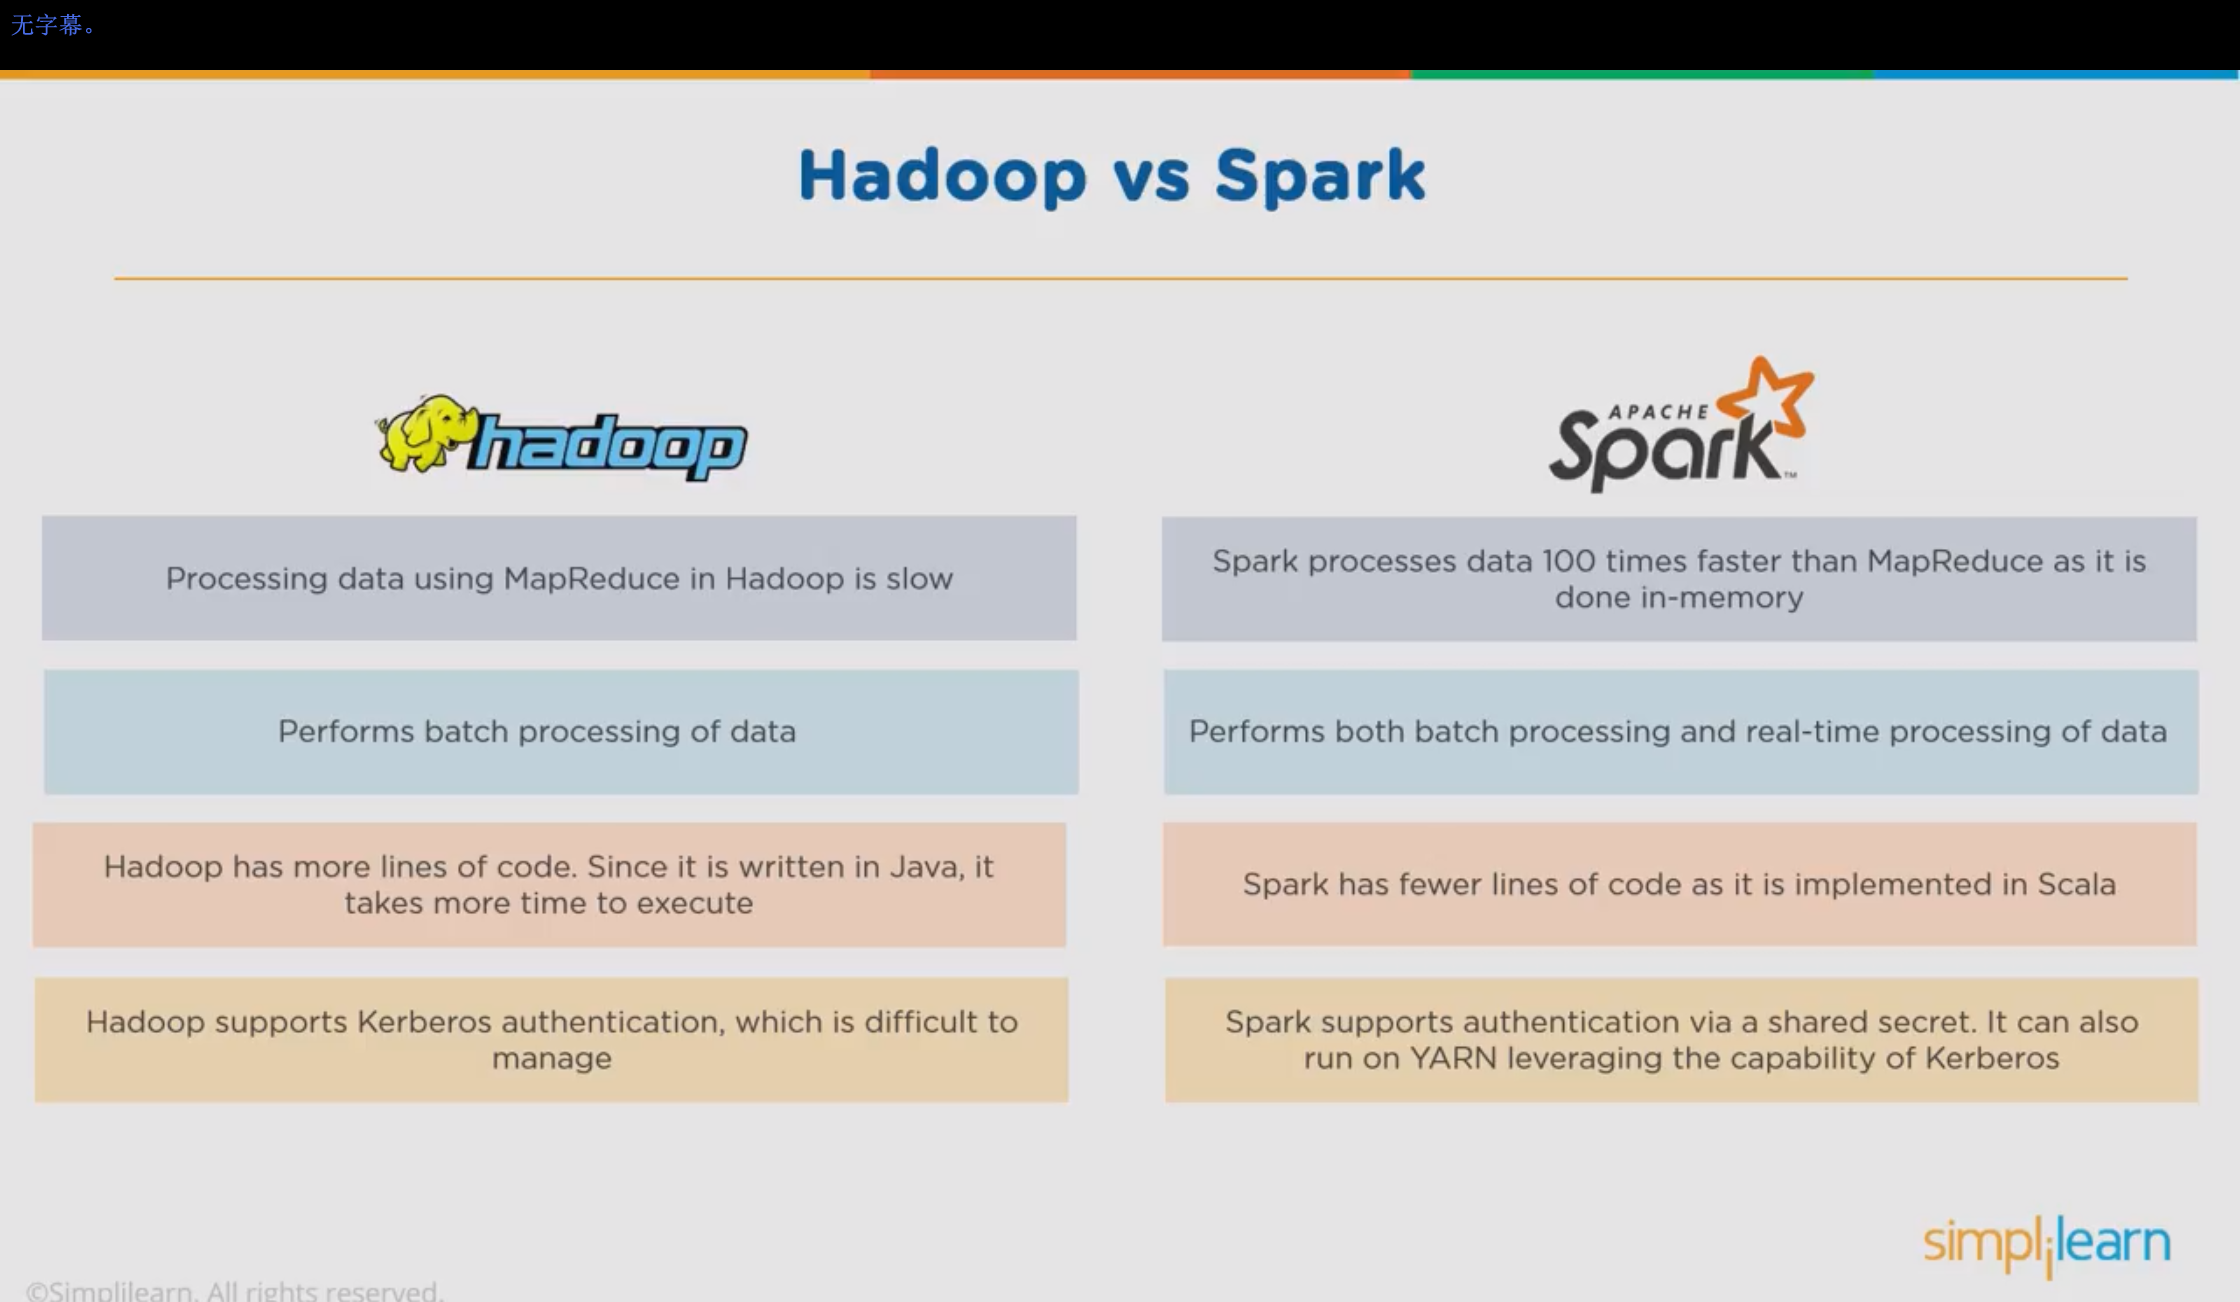 无字幕。
Hadoop vs Spark
hadoop
APACHE
Spark™
Processing data using MapReduce in Hadoop is slow
Spark processes data 100 times faster than MapReduce as it is
done in-memory
Performs batch processing of data
Performs both batch processing and real-time processing of data
Hadoop has more lines of code. Since it is written in Java, it
takes more time to execute
Spark has fewer lines of code as it is implemented in Scala
Hadoop supports Kerberos authentication, which is difficult to
manage
Spark supports authentication via a shared secret. It can also
run on YARN leveraging the capability of Kerberos
simplilearn
©Simplilearn. All rights reserved.